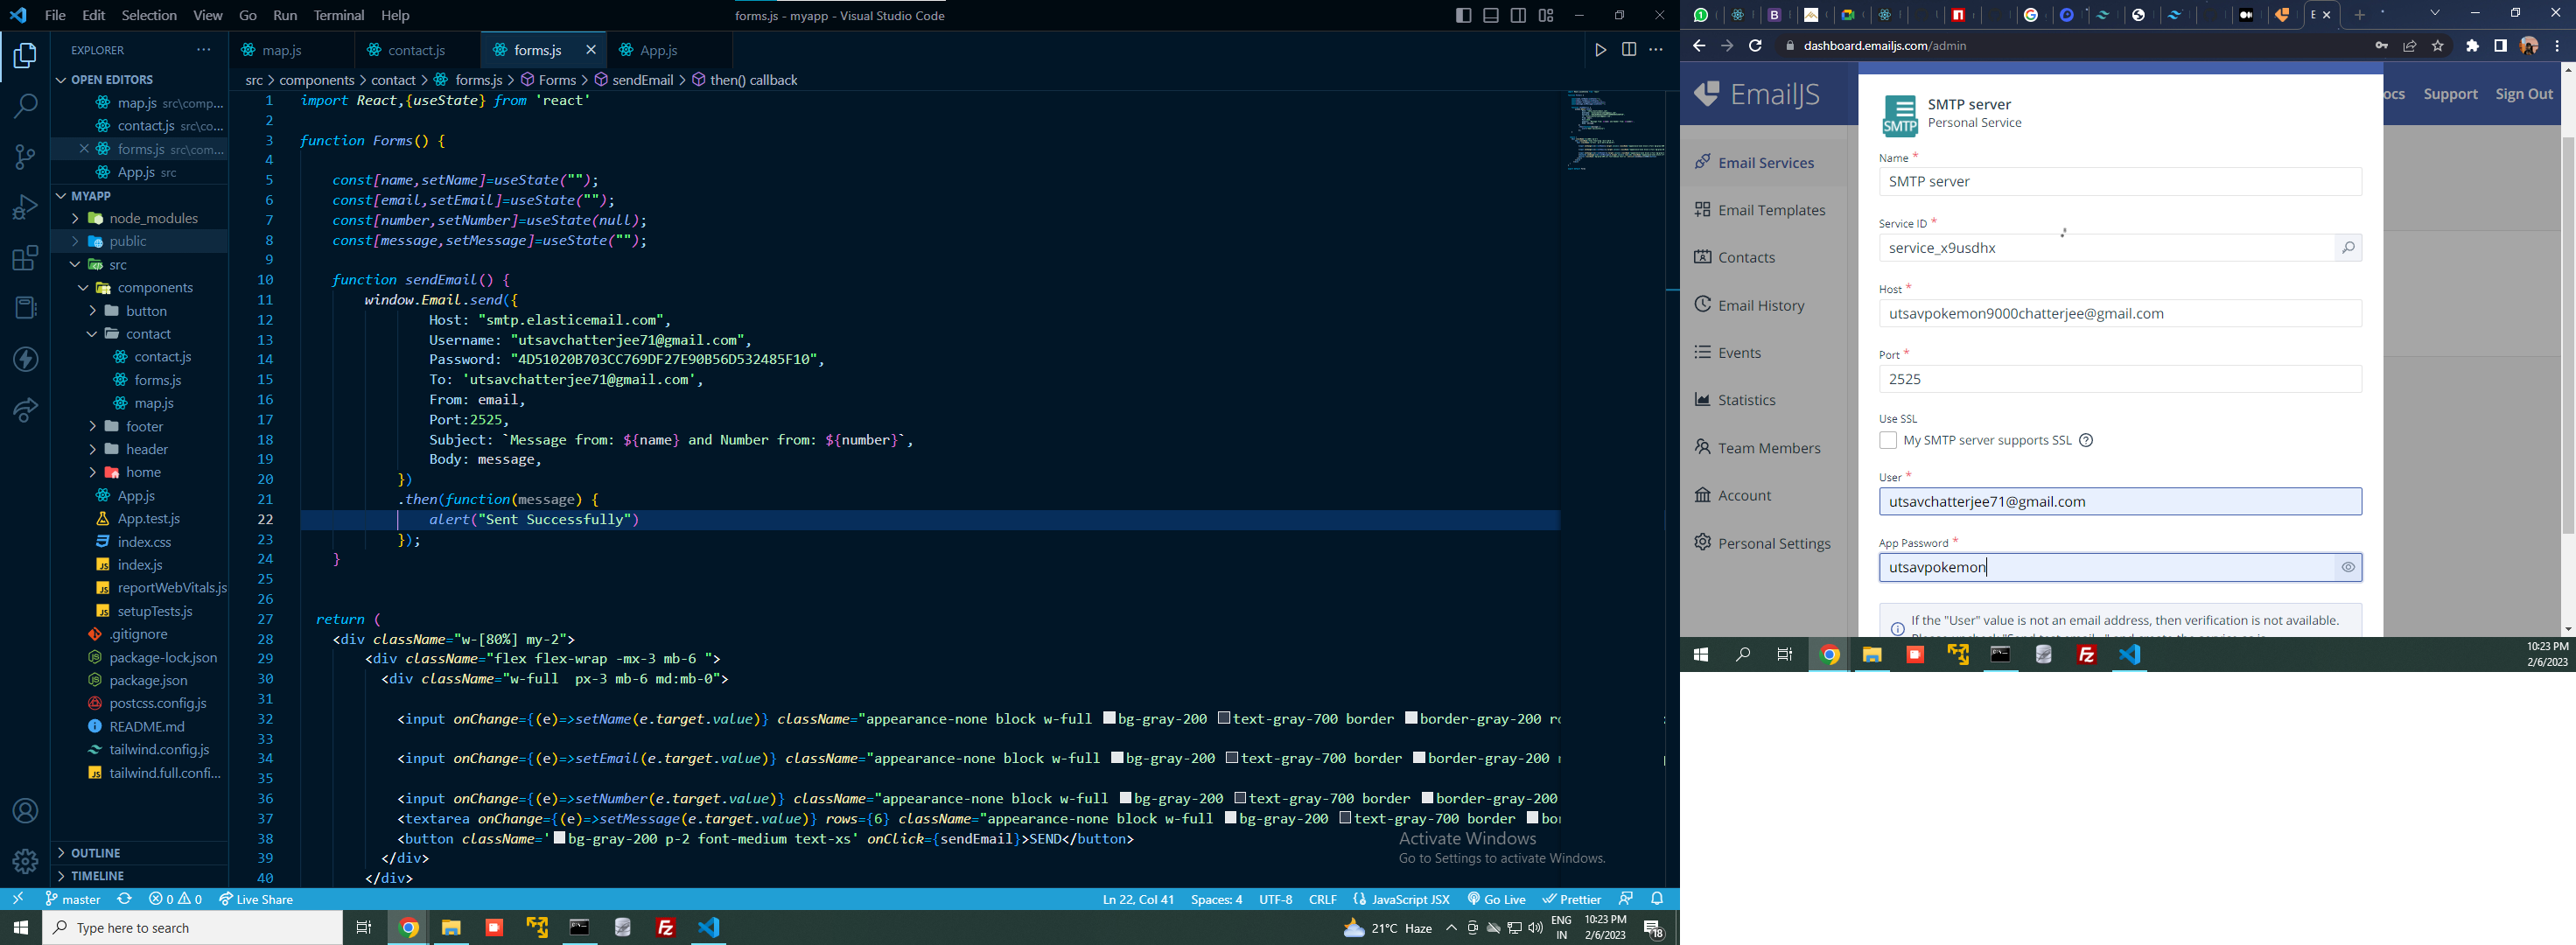 File Edit Selection View Go Run Terminal Help
forms.js - myapp - Visual Studio Code
EXPLORER
OPEN EDITORS
map.js src\comp...
contact.js src\co...
forms.js src\com...
App.js src
MYAPP
node_modules
public
src
components
button
contact
contact.js
forms.js
map.js
footer
header
home
App.js
App.test.js
index.css
index.js
reportWebVitals.js
setupTests.js
.gitignore
package-lock.json
package.json
postcss.config.js
README.md
tailwind.config.js
tailwind.full.confi...
OUTLINE
TIMELINE
map.js contact.js forms.js App.js
src > components > contact > forms.js > Forms > sendEmail > then() callback
1 import React,{useState} from 'react'
2
3 function Forms() {
4
5 const[name,setName]=useState("");
6 const[email,setEmail]=useState("");
7 const[number,setNumber]=useState(null);
8 const[message,setMessage]=useState("");
9
10 function sendEmail() {
11 window.Email.send({
12 Host: "smtp.elasticemail.com",
13 Username: "utsavchatterjee71@gmail.com",
14 Password: "4D51020B703CC769DF27E90B56D532485F10",
15 To: 'utsavchatterjee71@gmail.com',
16 From: email,
17 Port:2525,
18 Subject: `Message from: ${name} and Number from: ${number}`,
19 Body: message,
20 })
21 .then(function(message) {
22 alert("Sent Successfully")
23 });
24 }
25
26
27 return (
28 <div className="w-[80%] my-2">
29 <div className="flex flex-wrap -mx-3 mb-6 ">
30 <div className="w-full px-3 mb-6 md:mb-0">
31
32 <input onChange={(e)=>setName(e.target.value)} className="appearance-none block w-full bg-gray-200 text-gray-700 border border-gray-200 ro
33
34 <input onChange={(e)=>setEmail(e.target.value)} className="appearance-none block w-full bg-gray-200 text-gray-700 border border-gray-200
35
36 <input onChange={(e)=>setNumber(e.target.value)} className="appearance-none block w-full bg-gray-200 text-gray-700 border border-gray-200
37 <textarea onChange={(e)=>setMessage(e.target.value)} rows={6} className="appearance-none block w-full bg-gray-200 text-gray-700 border bo
38 <button className='bg-gray-200 p-2 font-medium text-xs' onClick={sendEmail}>SEND</button>
39 </div>
40 </div>
Activate Windows
Go to Settings to activate Windows.
master 0 0 Live Share
Ln 22, Col 41 Spaces: 4 UTF-8 CRLF JavaScript JSX Go Live Prettier
Type here to search
21°C Haze
ENG
IN
10:23 PM
2/6/2023
18
dashboard.emailjs.com/admin
EmailJS
ocs Support Sign Out
Email Services
Email Templates
Contacts
Email History
Events
Statistics
Team Members
Account
Personal Settings
SMTP
SMTP server
Personal Service
Name *
SMTP server
Service ID *
service_x9usdhx
Host *
utsavpokemon9000chatterjee@gmail.com
Port *
2525
Use SSL
My SMTP server supports SSL
User *
utsavchatterjee71@gmail.com
App Password *
utsavpokemon
If the "User" value is not an email address, then verification is not available.
10:23 PM
2/6/2023